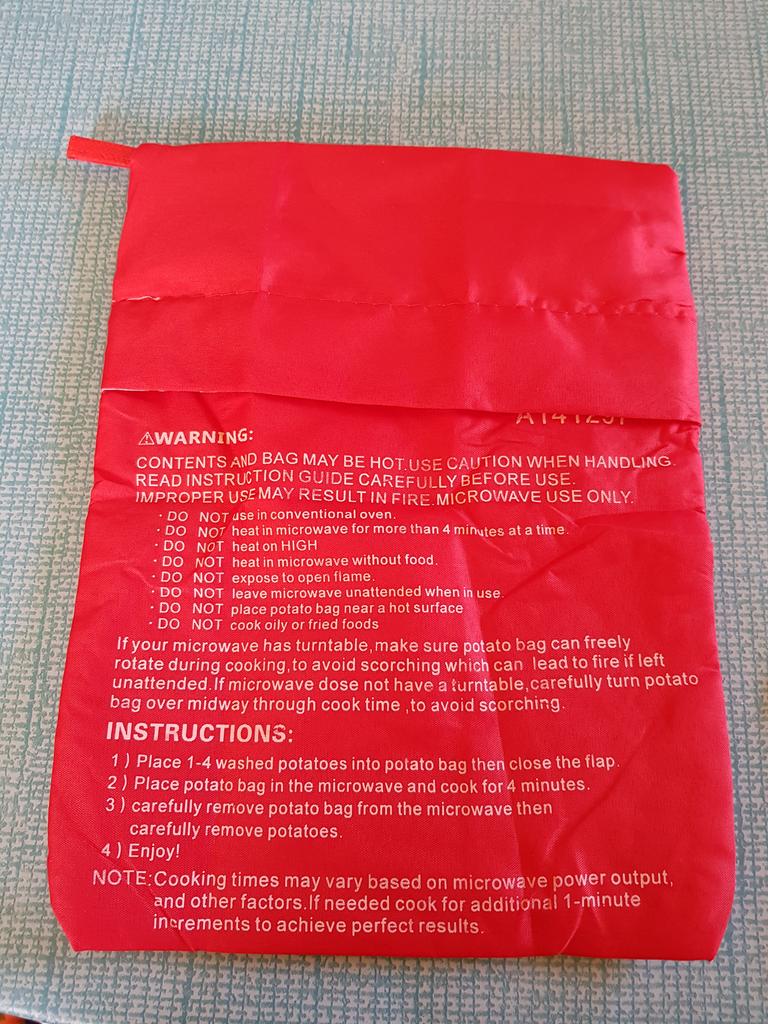 ⚠WARNING:
CONTENTS AND BAG MAY BE HOT.USE CAUTION WHEN HANDLING.
READ INSTRUCTION GUIDE CAREFULLY BEFORE USE.
IMPROPER USE MAY RESULT IN FIRE.MICROWAVE USE ONLY.
· DO NOT use in conventional oven.
· DO NOT heat in microwave for more than 4 minutes at a time.
· DO NOT heat on HIGH
· DO NOT heat in microwave without food.
· DO NOT expose to open flame.
· DO NOT leave microwave unattended when in use.
· DO NOT place potato bag near a hot surface
· DO NOT cook oily or fried foods
If your microwave has turntable,make sure potato bag can freely
rotate during cooking,to avoid scorching which can lead to fire if left
unattended.If microwave dose not have a turntable,carefully turn potato
bag over midway through cook time ,to avoid scorching.
INSTRUCTIONS:
1 ) Place 1-4 washed potatoes into potato bag then close the flap.
2 ) Place potato bag in the microwave and cook for 4 minutes.
3 ) carefully remove potato bag from the microwave then
carefully remove potatoes.
4 ) Enjoy!
NOTE:Cooking times may vary based on microwave power output,
and other factors.If needed cook for additional 1-minute
increments to achieve perfect results.